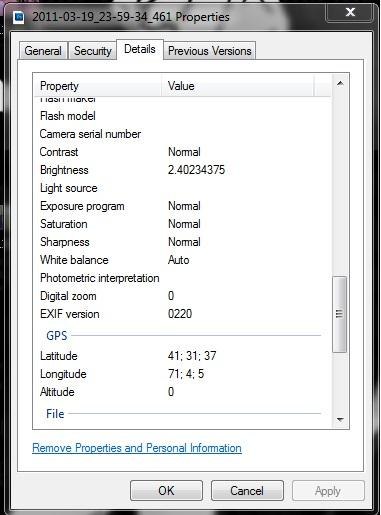 2011-03-19_23-59-34_461 Properties
General Security Details Previous Versions
Property Value
Flash maker
Flash model
Camera serial number
Contrast Normal
Brightness 2.40234375
Light source
Exposure program Normal
Saturation Normal
Sharpness Normal
White balance Auto
Photometric interpretation
Digital zoom 0
EXIF version 0220
GPS
Latitude 41; 31; 37
Longitude 71; 4; 5
Altitude 0
File
Remove Properties and Personal Information
OK Cancel Apply